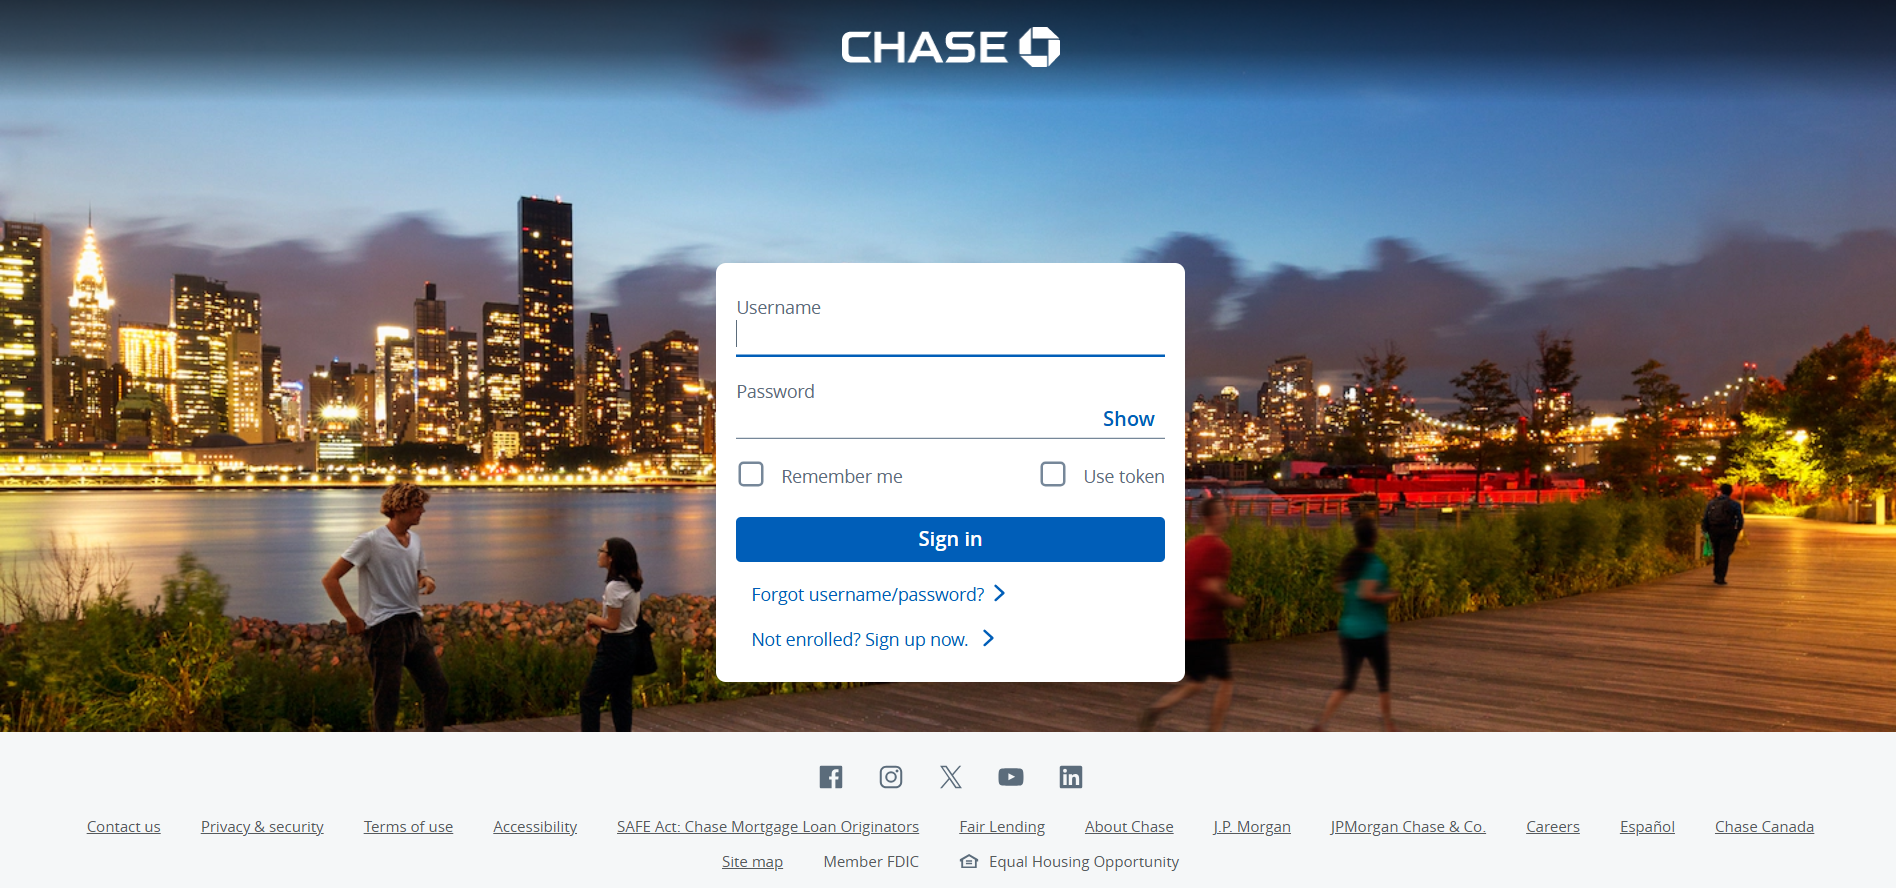 CHASE
Username
Password
Show
Remember me
Use token
Sign in
Forgot username/password?
Not enrolled? Sign up now.
Contact us Privacy & security Terms of use Accessibility SAFE Act: Chase Mortgage Loan Originators Fair Lending About Chase J.P. Morgan JPMorgan Chase & Co. Careers Español Chase Canada
Site map Member FDIC Equal Housing Opportunity